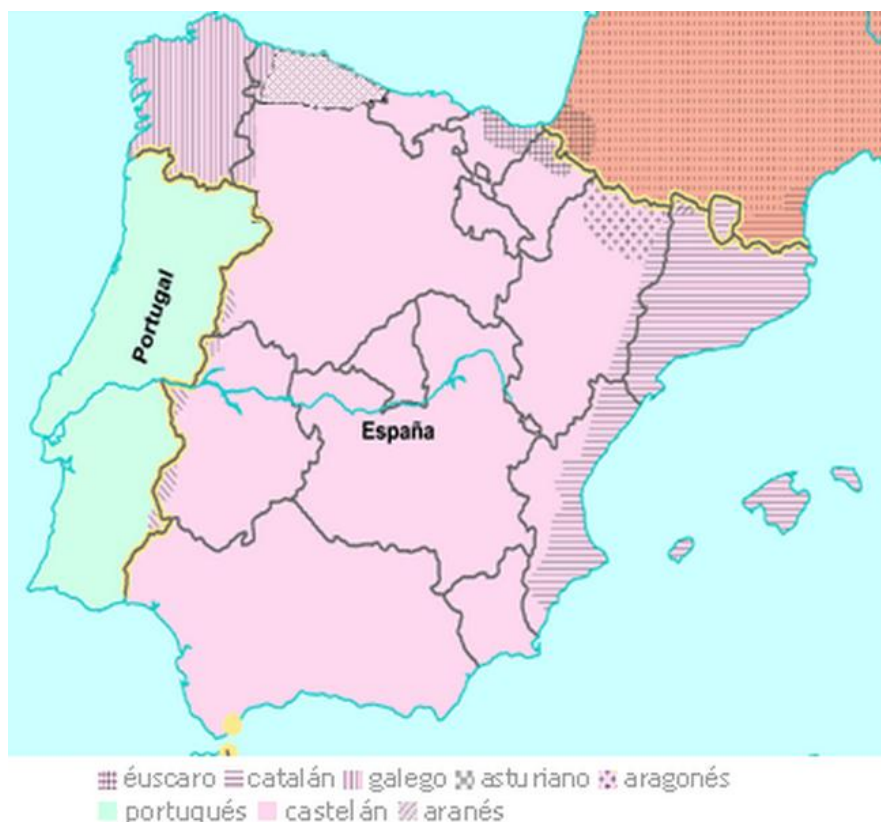 Portugal
España
éuscaro catalán galego asturiano aragonés
portugués castelán aranés